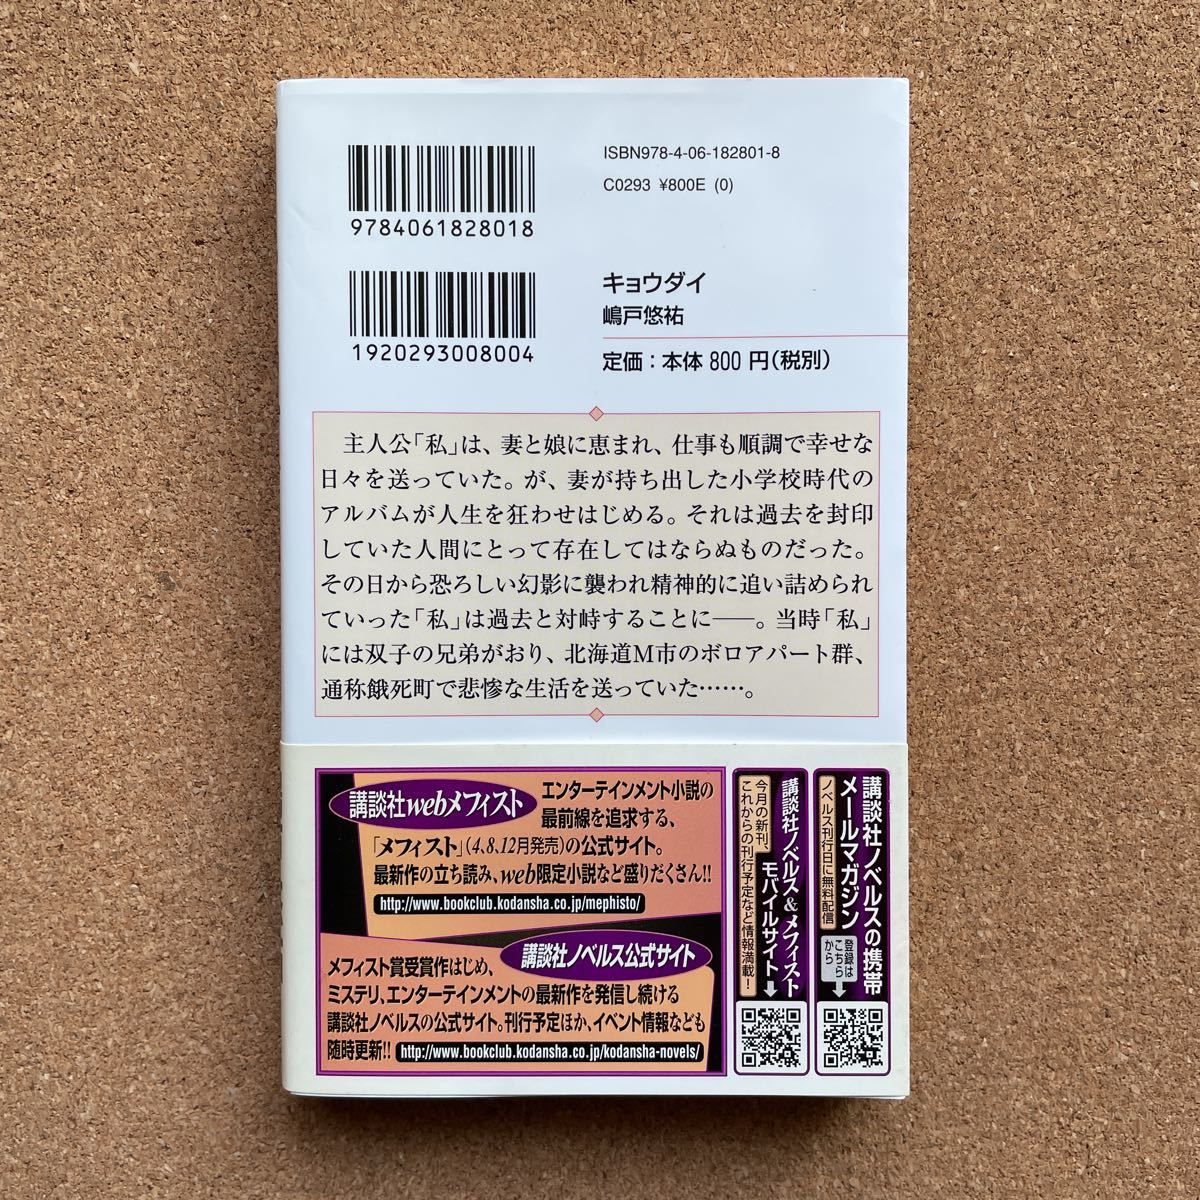 ISBN978-4-06-182801-8
C0293 ¥800E (0)
9784061828018
1920293008004
キョウダイ
嶋戸悠祐
定価：本体 800 円(税別)
主人公「私」は、妻と娘に恵まれ、仕事も順調で幸せな
日々を送っていた。が、妻が持ち出した小学校時代の
アルバムが人生を狂わせはじめる。それは過去を封印
していた人間にとって存在してはならぬものだった。
その日から恐ろしい幻影に襲われ精神的に追い詰められ
ていった「私」は過去と対峙することに――。当時「私」
には双子の兄弟がおり、北海道M市のボロアパート群、
通称餓死町で悲惨な生活を送っていた……。
講談社webメフィスト
エンターテインメント小説の
最前線を追求する、
「メフィスト」(4、8、12月発売)の公式サイト。
最新作の立ち読み、web限定小説など盛りだくさん!!
http://www.bookclub.kodansha.co.jp/mephisto/
講談社ノベルス公式サイト
メフィスト賞受賞作はじめ、
ミステリ、エンターテインメントの最新作を発信し続ける
講談社ノベルスの公式サイト。刊行予定ほか、イベント情報なども
随時更新!! http://www.bookclub.kodansha.co.jp/kodansha-novels/
講談社ノベルスの携帯
メールマガジン
ノベルス刊行日に無料配信
登録は
こちら
から
講談社ノベルス&メフィスト
モバイルサイト
今月の新刊、
これからの刊行予定など情報満載!